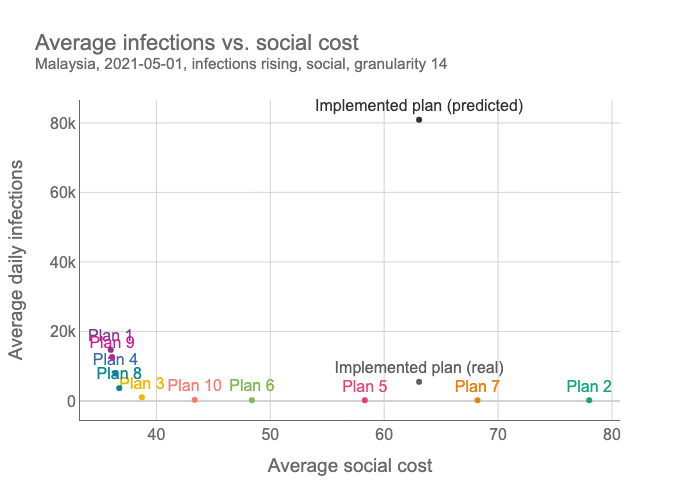 Average infections vs. social cost
Malaysia, 2021-05-01, infections rising, social, granularity 14
Implemented plan (predicted)
80k
60k
40k
20k
0
Average daily infections
Plan 1
Plan 9
Plan 4
Plan 8
Plan 3
Plan 10
Plan 6
Implemented plan (real)
Plan 5
Plan 7
Plan 2
40
50
60
70
80
Average social cost